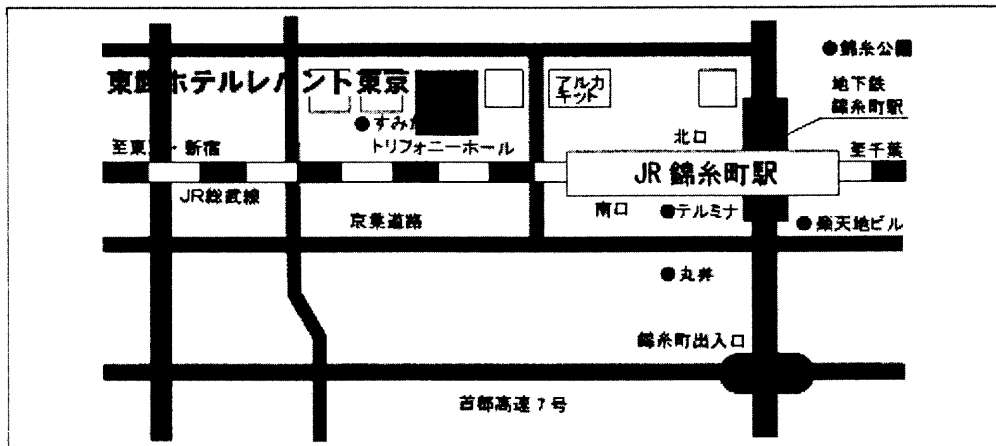 錦糸公園
東武ホテルレバント東京
アルカ
キット
地下鉄
錦糸町駅
すみだ
トリフォニーホール
北口
至東京・新宿
至千葉
JR 錦糸町駅
JR総武線
南口
テルミナ
京葉道路
楽天地ビル
丸井
錦糸町出入口
首都高速7号